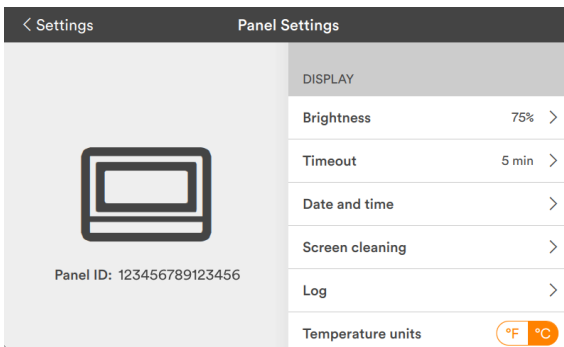 Settings
Panel Settings
DISPLAY
Brightness 75%
Timeout 5 min
Date and time
Screen cleaning
Panel ID: 123456789123456
Log
Temperature units °F °C